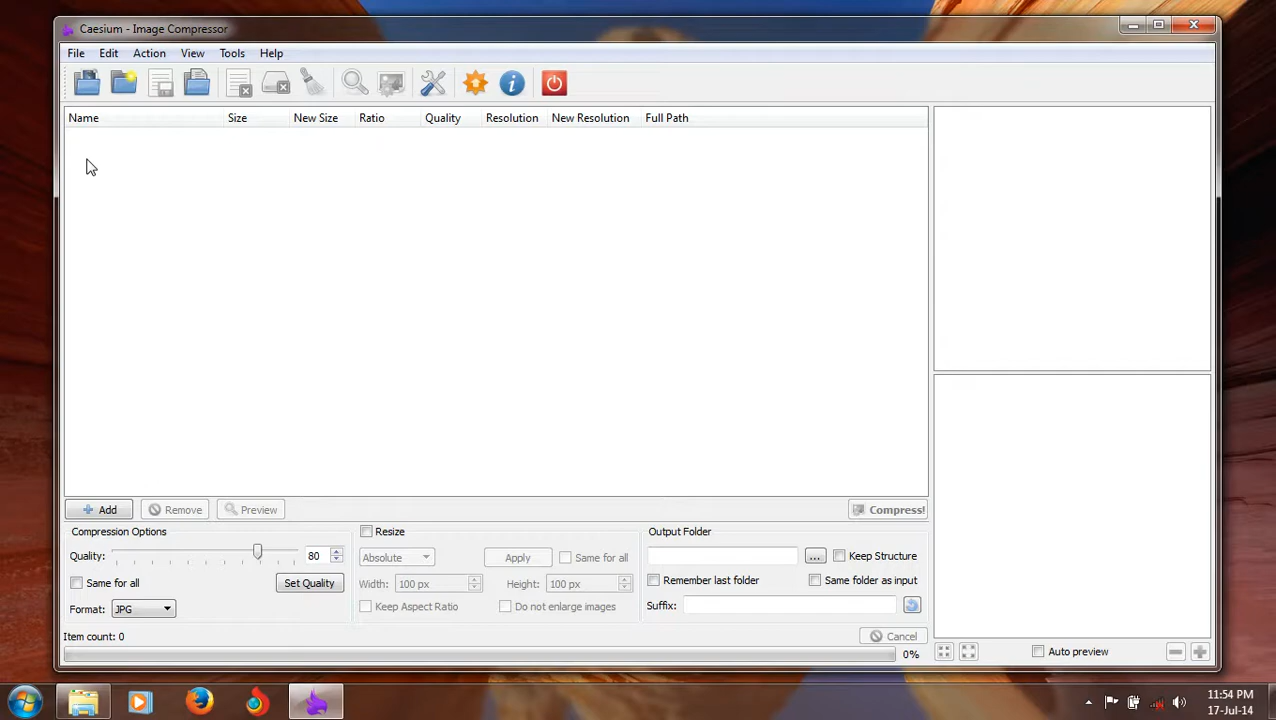 Caesium - Image Compressor
File Edit Action View Tools Help
Name Size New Size Ratio Quality Resolution New Resolution Full Path
Add Remove Preview Compress!
Compression Options Resize Output Folder
Quality: 80 Absolute Apply Same for all ... Keep Structure
Same for all Set Quality Width: 100 px Height: 100 px Remember last folder Same folder as input
Format: JPG Keep Aspect Ratio Do not enlarge images Suffix:
Item count: 0 Cancel
0% Auto preview
11:54 PM
17-Jul-14